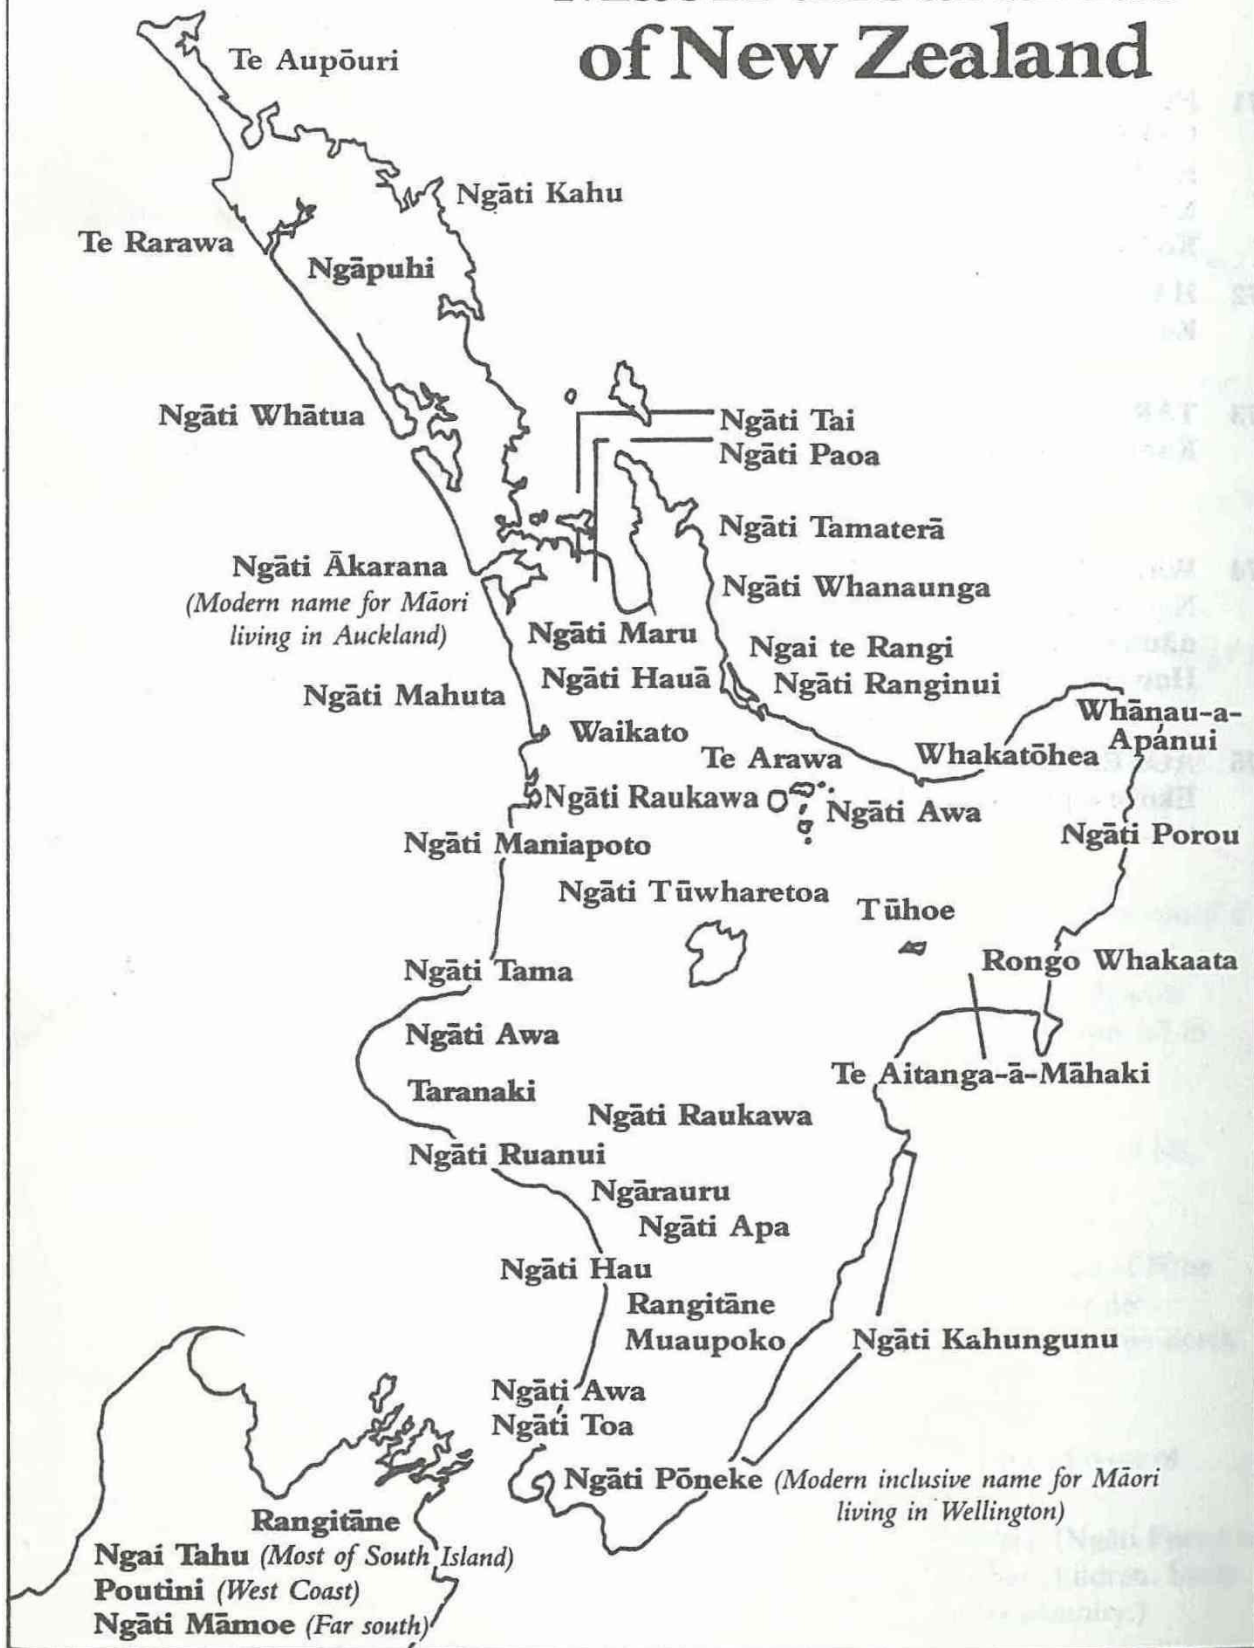 of New Zealand
Te Aupōuri
Ngāti Kahu
Te Rarawa
Ngāpuhi
Ngāti Whātua
Ngāti Tai
Ngāti Paoa
Ngāti Tamaterā
Ngāti Ākarana
(Modern name for Māori
living in Auckland)
Ngāti Whanaunga
Ngāti Maru
Ngai te Rangi
Ngāti Hauā
Ngāti Ranginui
Ngāti Mahuta
Whānau-a-
Apanui
Waikato
Te Arawa
Whakatōhea
Ngāti Raukawa
Ngāti Awa
Ngāti Porou
Ngāti Maniapoto
Ngāti Tūwharetoa
Tūhoe
Rongo Whakaata
Ngāti Tama
Ngāti Awa
Te Aitanga-ā-Māhaki
Taranaki
Ngāti Raukawa
Ngāti Ruanui
Ngārauru
Ngāti Apa
Ngāti Hau
Rangitāne
Muaupoko
Ngāti Kahungunu
Ngāti Awa
Ngāti Toa
Ngāti Pōneke (Modern inclusive name for Māori
living in Wellington)
Rangitāne
Ngai Tahu (Most of South Island)
Poutini (West Coast)
Ngāti Māmoe (Far south)